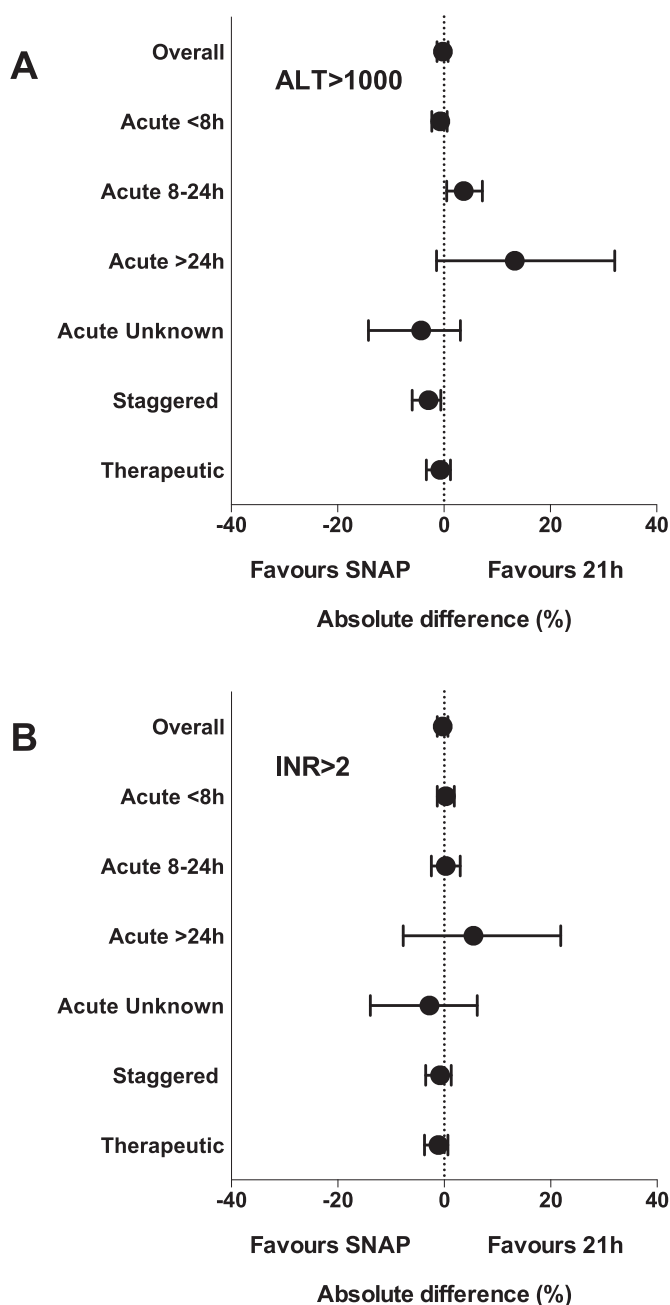 A
ALT>1000
Overall
Acute <8h
Acute 8-24h
Acute >24h
Acute Unknown
Staggered
Therapeutic
-40 -20 0 20 40
Favours SNAP Favours 21h
Absolute difference (%)
B
INR>2
Overall
Acute <8h
Acute 8-24h
Acute >24h
Acute Unknown
Staggered
Therapeutic
-40 -20 0 20 40
Favours SNAP Favours 21h
Absolute difference (%)